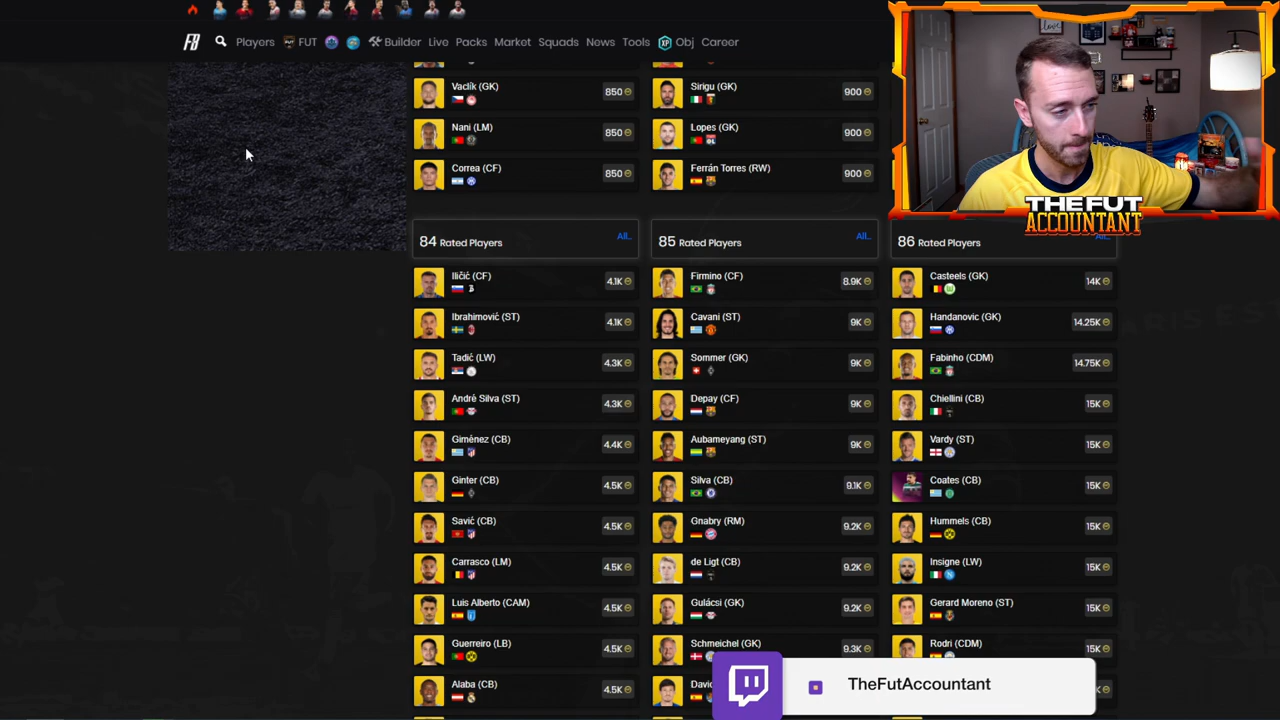 F8 Players FUT Builder Live Packs Market Squads News Tools XP Obj Career
Vaclík (GK) 850
Nani (LM) 850
Correa (CF) 850
Sirigu (GK) 900
Lopes (GK) 900
Ferrán Torres (RW) 900
THE FUT
ACCOUNTANT
84 Rated Players All..
Iličić (CF) 4.1K
Ibrahimović (ST) 4.1K
Tadić (LW) 4.3K
André Silva (ST) 4.3K
Giménez (CB) 4.4K
Ginter (CB) 4.5K
Savić (CB) 4.5K
Carrasco (LM) 4.5K
Luis Alberto (CAM) 4.5K
Guerreiro (LB) 4.5K
Alaba (CB) 4.5K
85 Rated Players All..
Firmino (CF) 8.9K
Cavani (ST) 9K
Sommer (GK) 9K
Depay (CF) 9K
Aubameyang (ST) 9K
Silva (CB) 9.1K
Gnabry (RM) 9.2K
de Ligt (CB) 9.2K
Gulácsi (GK) 9.2K
Schmeichel (GK) 9.3K
David
86 Rated Players All..
Casteels (GK) 14K
Handanovic (GK) 14.25K
Fabinho (CDM) 14.75K
Chiellini (CB) 15K
Vardy (ST) 15K
Coates (CB) 15K
Hummels (CB) 15K
Insigne (LW) 15K
Gerard Moreno (ST) 15K
Rodri (CDM) 15K
TheFutAccountant